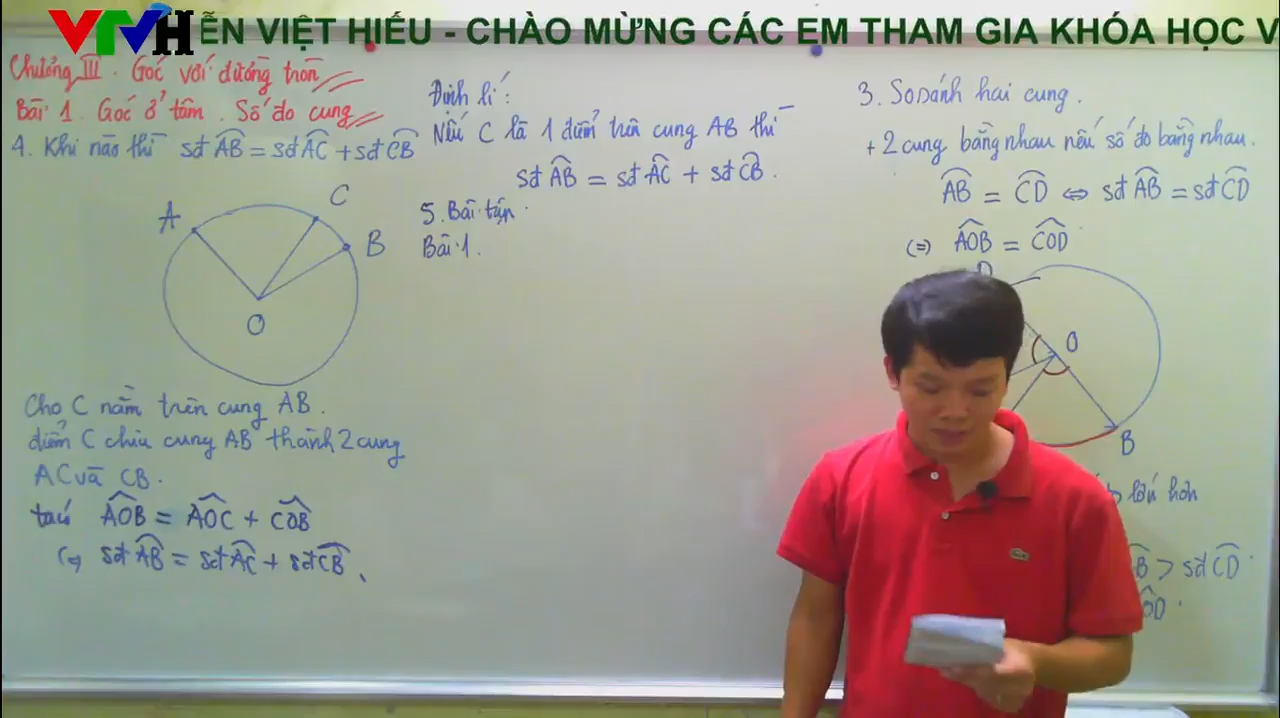 VTVH
ỄN VIỆT HIẾU - CHÀO MỪNG CÁC EM THAM GIA KHÓA HỌC V
Chương III. Góc với đường tròn
Bài 1. Góc ở tâm. Số đo cung
4. Khi nào thì sđ AB = sđ AC + sđ CB
A
C
B
O
Cho C nằm trên cung AB.
điểm C chia cung AB thành 2 cung
AC và CB.
ta có AOB = AOC + COB
(=) sđ AB = sđ AC + sđ CB
Định lí:
Nếu C là 1 điểm trên cung AB thì
sđ AB = sđ AC + sđ CB.
5. Bài tập.
Bài 1.
3. So sánh hai cung.
+ 2 cung bằng nhau nếu số đo bằng nhau.
AB = CD ⇔ sđ AB = sđ CD
(=) AOB = COD
D
O
B
lớn hơn
B > sđ CD
OD.